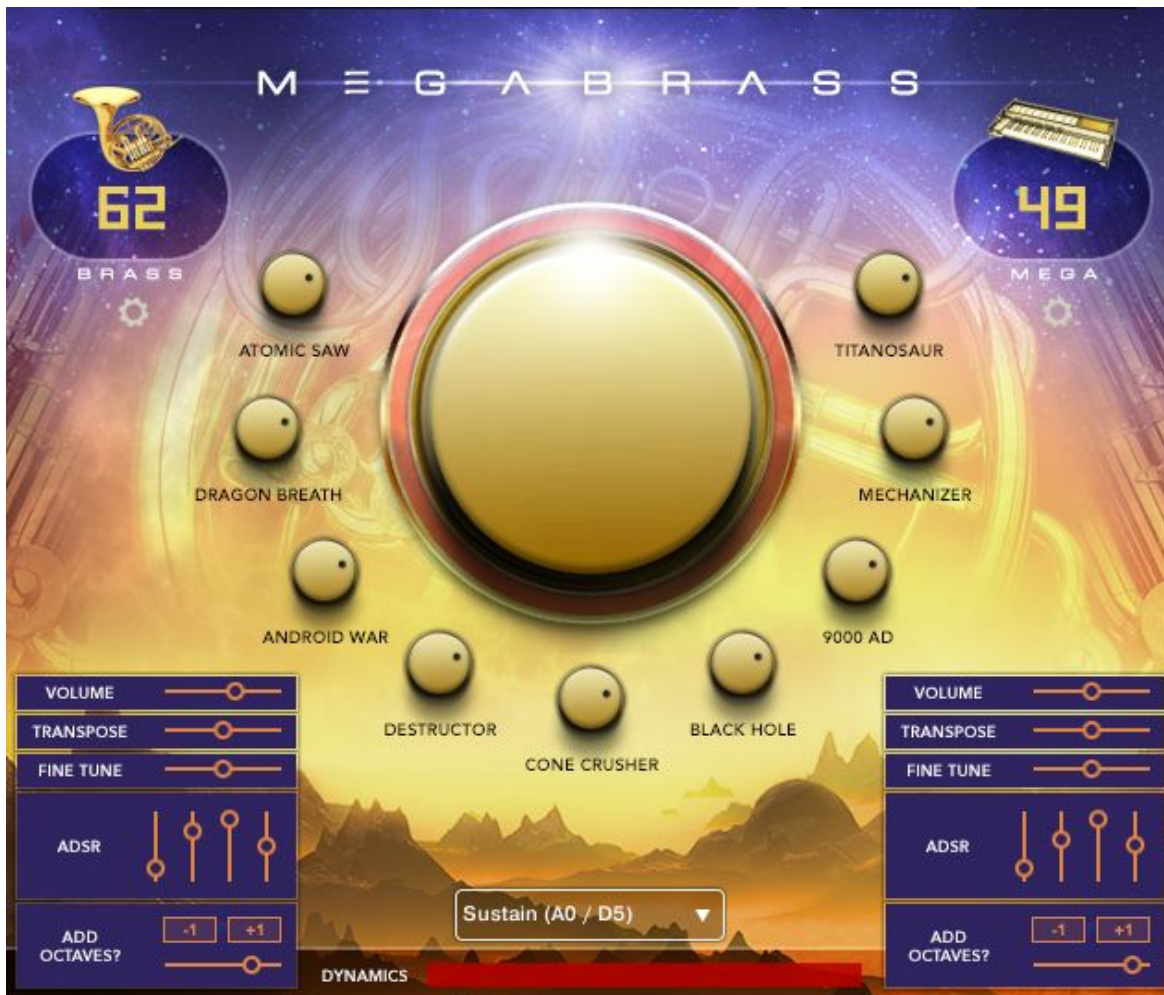 MEGABRASS
62
49
BRASS
MEGA
ATOMIC SAW
TITANOSAUR
DRAGON BREATH
MECHANIZER
ANDROID WAR
9000 AD
DESTRUCTOR
BLACK HOLE
CONE CRUSHER
VOLUME
TRANSPOSE
FINE TUNE
ADSR
ADD
OCTAVES?
-1 +1
VOLUME
TRANSPOSE
FINE TUNE
ADSR
ADD
OCTAVES?
-1 +1
Sustain (A0 / D5)
DYNAMICS